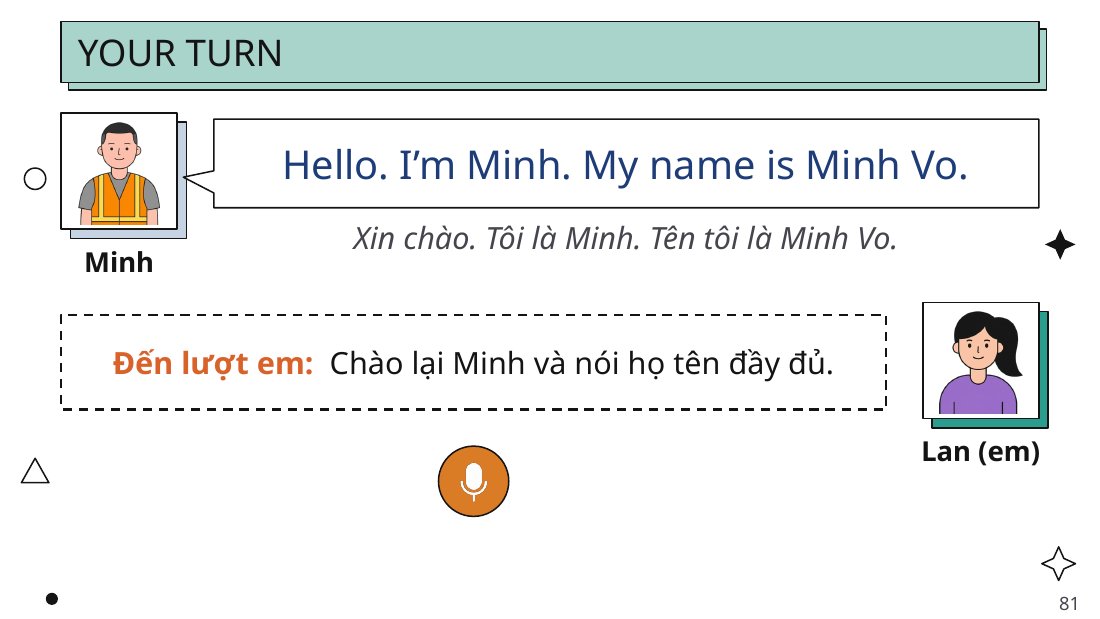 YOUR TURN
Hello. I’m Minh. My name is Minh Vo.
Xin chào. Tôi là Minh. Tên tôi là Minh Vo.
Minh
Đến lượt em: Chào lại Minh và nói họ tên đầy đủ.
Lan (em)
81